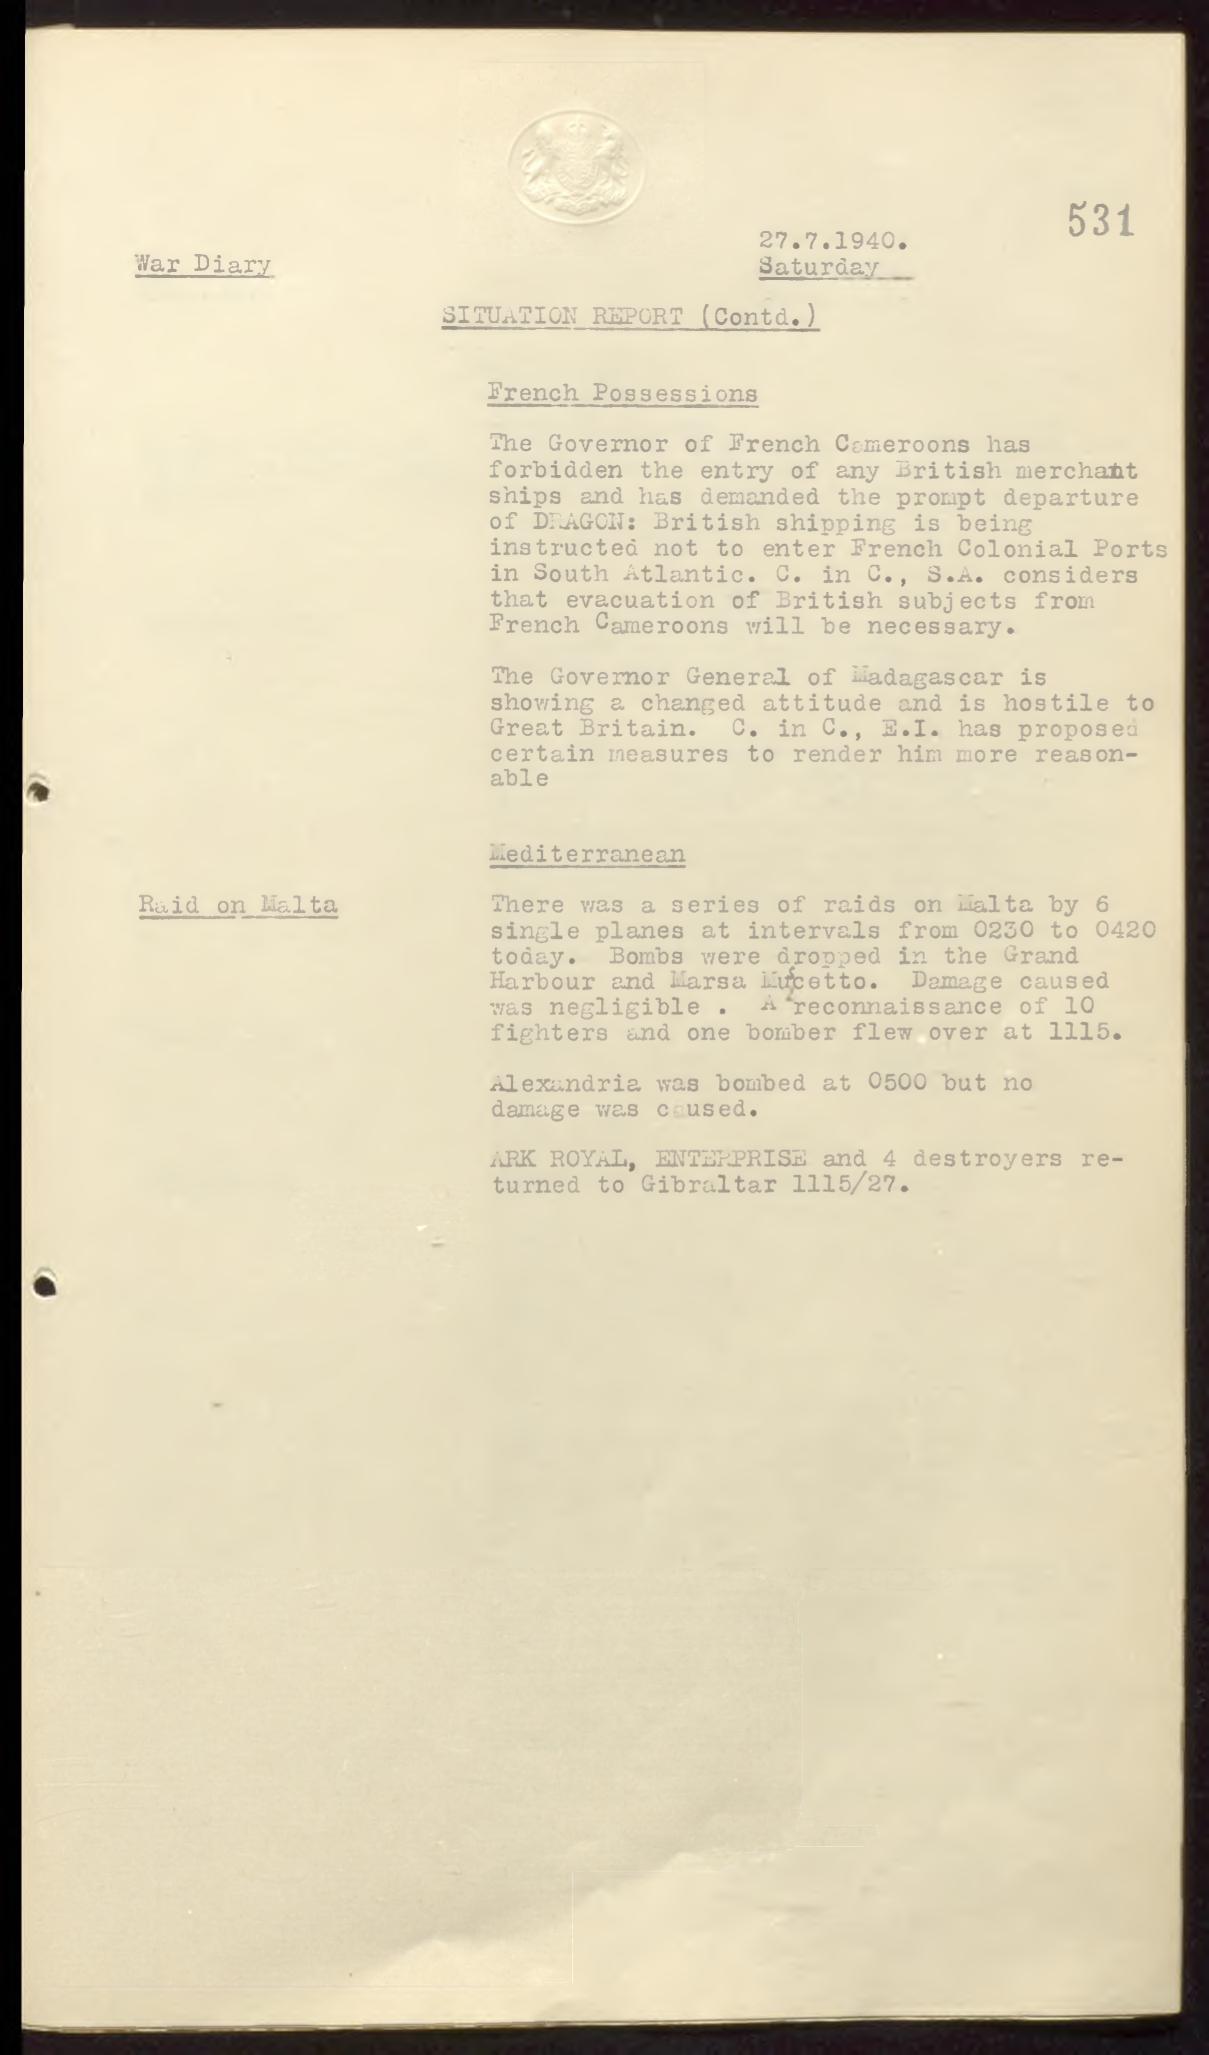 531
27.7.1940.
War Diary
Saturday
SITUATION REPORT (Contd.)
French Possessions
The Governor of French Cameroons has
forbidden the entry of any British merchant
ships and has demanded the prompt departure
of DRAGON: British shipping is being
instructed not to enter French Colonial Ports
in South Atlantic. C. in C., S.A. considers
that evacuation of British subjects from
French Cameroons will be necessary.
The Governor General of Madagascar is
showing a changed attitude and is hostile to
Great Britain. C. in C., E.I. has proposed
certain measures to render him more reason-
able
Mediterranean
Raid on Malta
There was a series of raids on Malta by 6
single planes at intervals from 0230 to 0420
today. Bombs were dropped in the Grand
Harbour and Marsa
Damage caused
was negligible . A reconnaissance of 10
fighters and one bomber flew over at 1115.
Alexandria was bombed at 0500 but no
damage was caused.
ARK ROYAL, ENTERPRISE and 4 destroyers re-
turned to Gibraltar 1115/27.